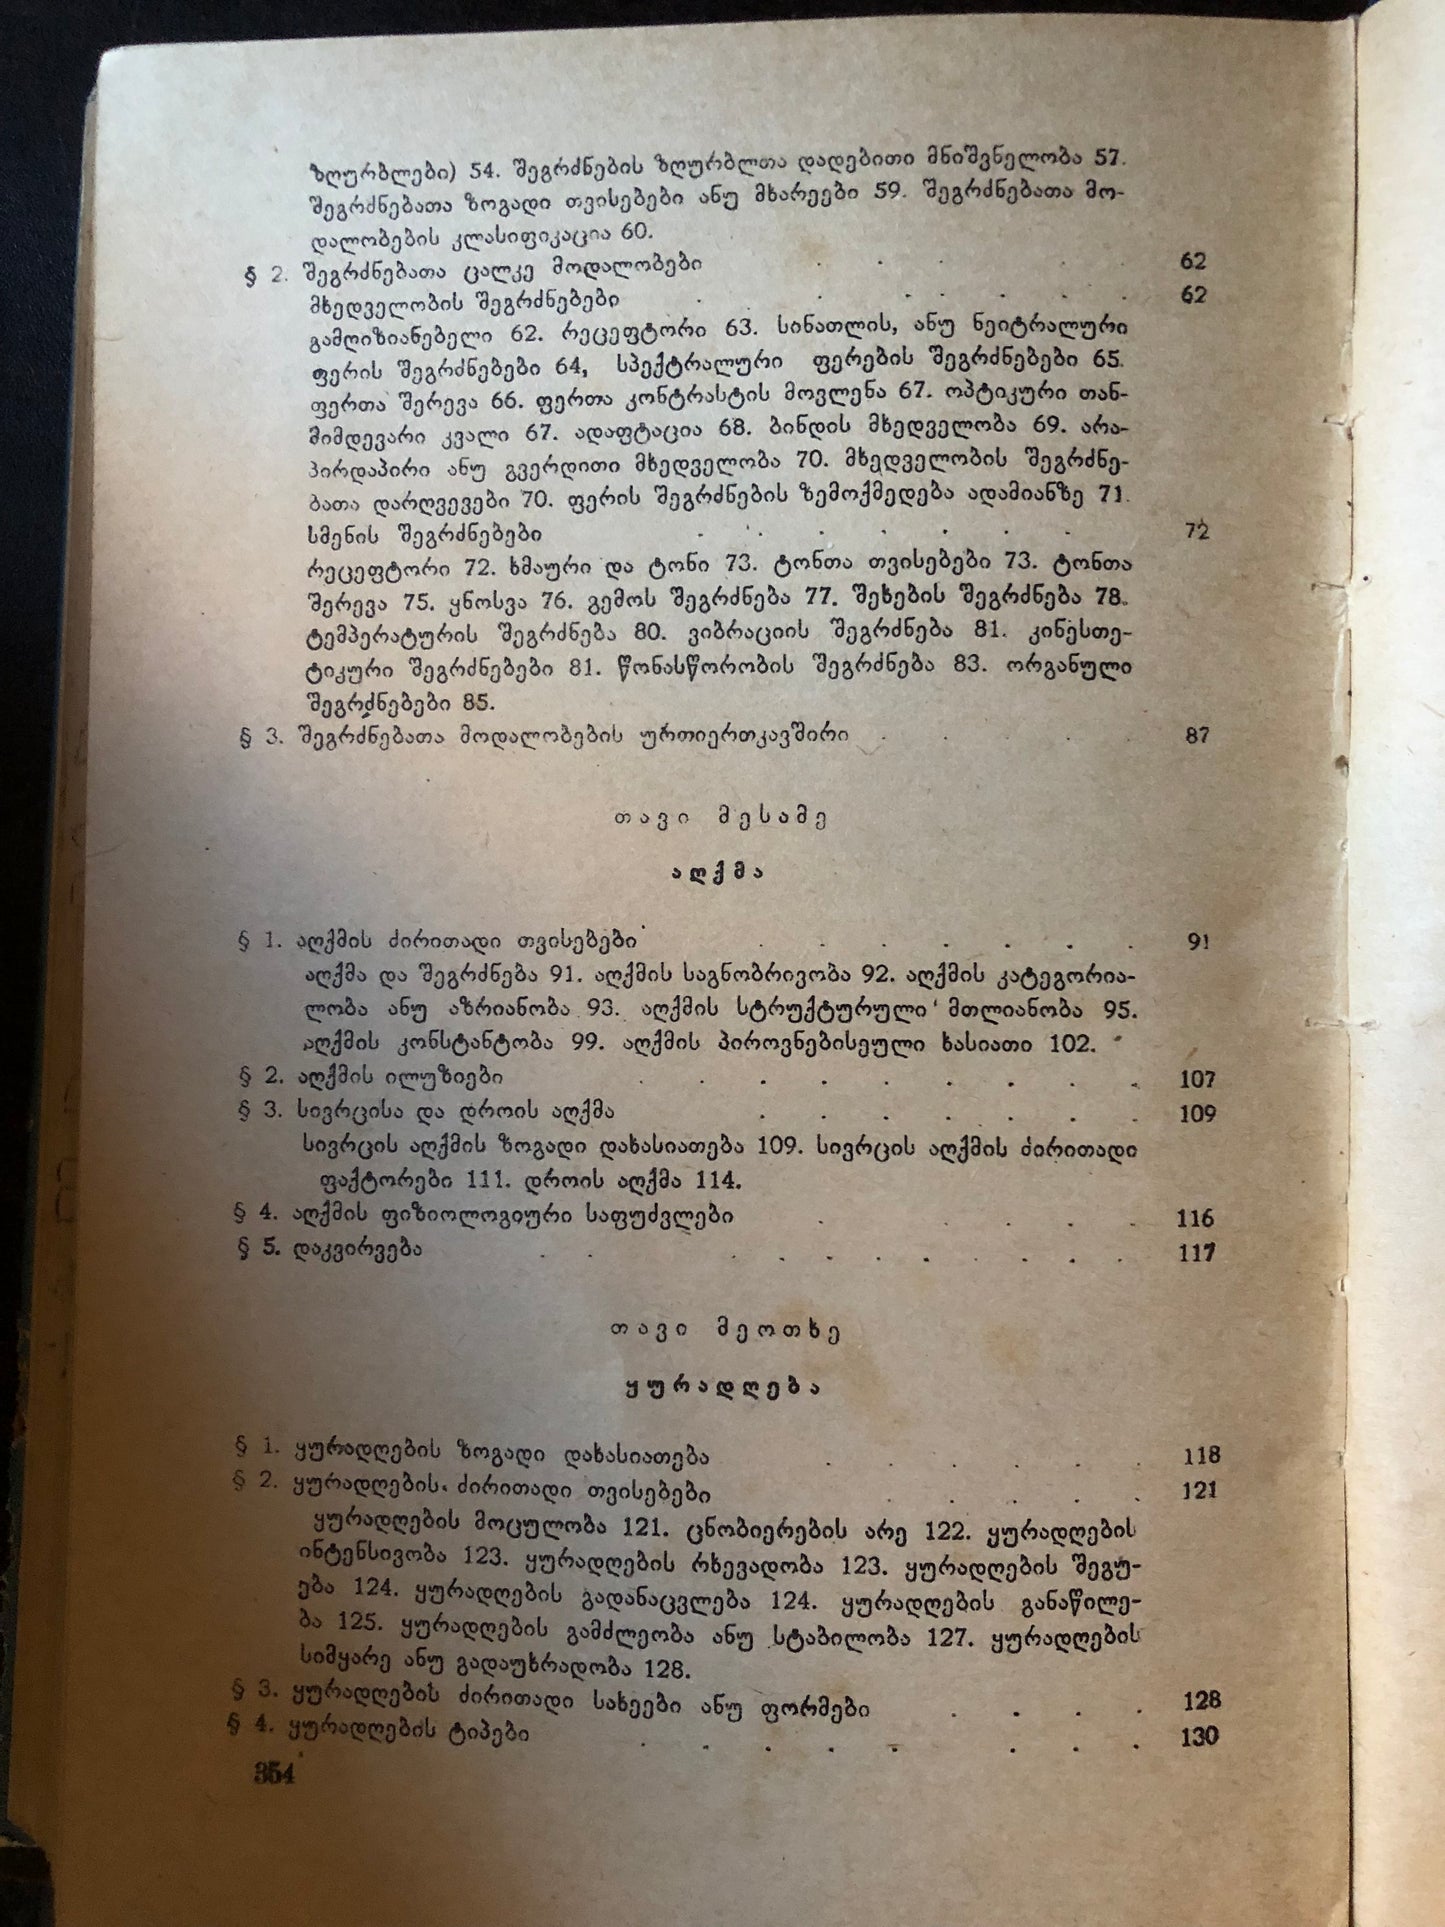 ზღურბლები) 54. შეგრძნების ზღურბლთა დადებითი მნიშვნელობა 57.
შეგრძნებათა ზოგადი თვისებები ანუ მხარეები 59. შეგრძნებათა მო-
დალობების კლასიფიკაცია 60.
§ 2. შეგრძნებათა ცალკე მოდალობები . . . . . 62
მხედველობის შეგრძნებები . . . . . . . 62
გამღიზიანებელი 62. რეცეფტორი 63. სინათლის, ანუ ნეიტრალური
ფერის შეგრძნებები 64, სპექტრალური ფერების შეგრძნებები 65.
ფერთა შერევა 66. ფერთა კონტრასტის მოვლენა 67. ოპტიკური თან-
მიმდევარი კვალი 67. ადაფტაცია 68. ბინდის მხედველობა 69. არა-
პირდაპირი ანუ გვერდითი მხედველობა 70. მხედველობის შეგრძნე-
ბათა დარღვევები 70. ფერის შეგრძნების ზემოქმედება ადამიანზე 71.
სმენის შეგრძნებები . . . . . . . 72
რეცეფტორი 72. ხმაური და ტონი 73. ტონთა თვისებები 73. ტონთა
შერევა 75. ყნოსვა 76. გემოს შეგრძნება 77. შეხების შეგრძნება 78.
ტემპერატურის შეგრძნება 80. ვიბრაციის შეგრძნება 81. კინესთე-
ტიკური შეგრძნებები 81. წონასწორობის შეგრძნება 83. ორგანული
შეგრძნებები 85.
§ 3. შეგრძნებათა მოდალობების ურთიერთკავშირი . . . . 87
თავი მესამე
აღქმა
§ 1. აღქმის ძირითადი თვისებები . . . . . . . 91
აღქმა და შეგრძნება 91. აღქმის საგნობრივობა 92. აღქმის კატეგორია-
ლობა ანუ აზრიანობა 93. აღქმის სტრუქტურული მთლიანობა 95.
აღქმის კონსტანტობა 99. აღქმის პიროვნებისეული ხასიათი 102.
§ 2. აღქმის ილუზიები . . . . . . . . . 107
§ 3. სივრცისა და დროის აღქმა . . . . . . . 109
სივრცის აღქმის ზოგადი დახასიათება 109. სივრცის აღქმის ძირითადი
ფაქტორები 111. დროის აღქმა 114.
§ 4. აღქმის ფიზიოლოგიური საფუძვლები . . . . . 116
§ 5. დაკვირვება . . . . . . . . . . 117
თავი მეოთხე
ყურადღება
§ 1. ყურადღების ზოგადი დახასიათება . . . . . . 118
§ 2. ყურადღების ძირითადი თვისებები . . . . . 121
ყურადღების მოცულობა 121. ცნობიერების არე 122. ყურადღების
ინტენსივობა 123. ყურადღების რხევადობა 123. ყურადღების შეგუ-
ება 124. ყურადღების გადანაცვლება 124. ყურადღების განაწილე-
ბა 125. ყურადღების გამძლეობა ანუ სტაბილობა 127. ყურადღების
სიმყარე ანუ გადაუხრადობა 128.
§ 3. ყურადღების ძირითადი სახეები ანუ ფორმები . . . . 128
§ 4. ყურადღების ტიპები . . . . . . . . 130
354